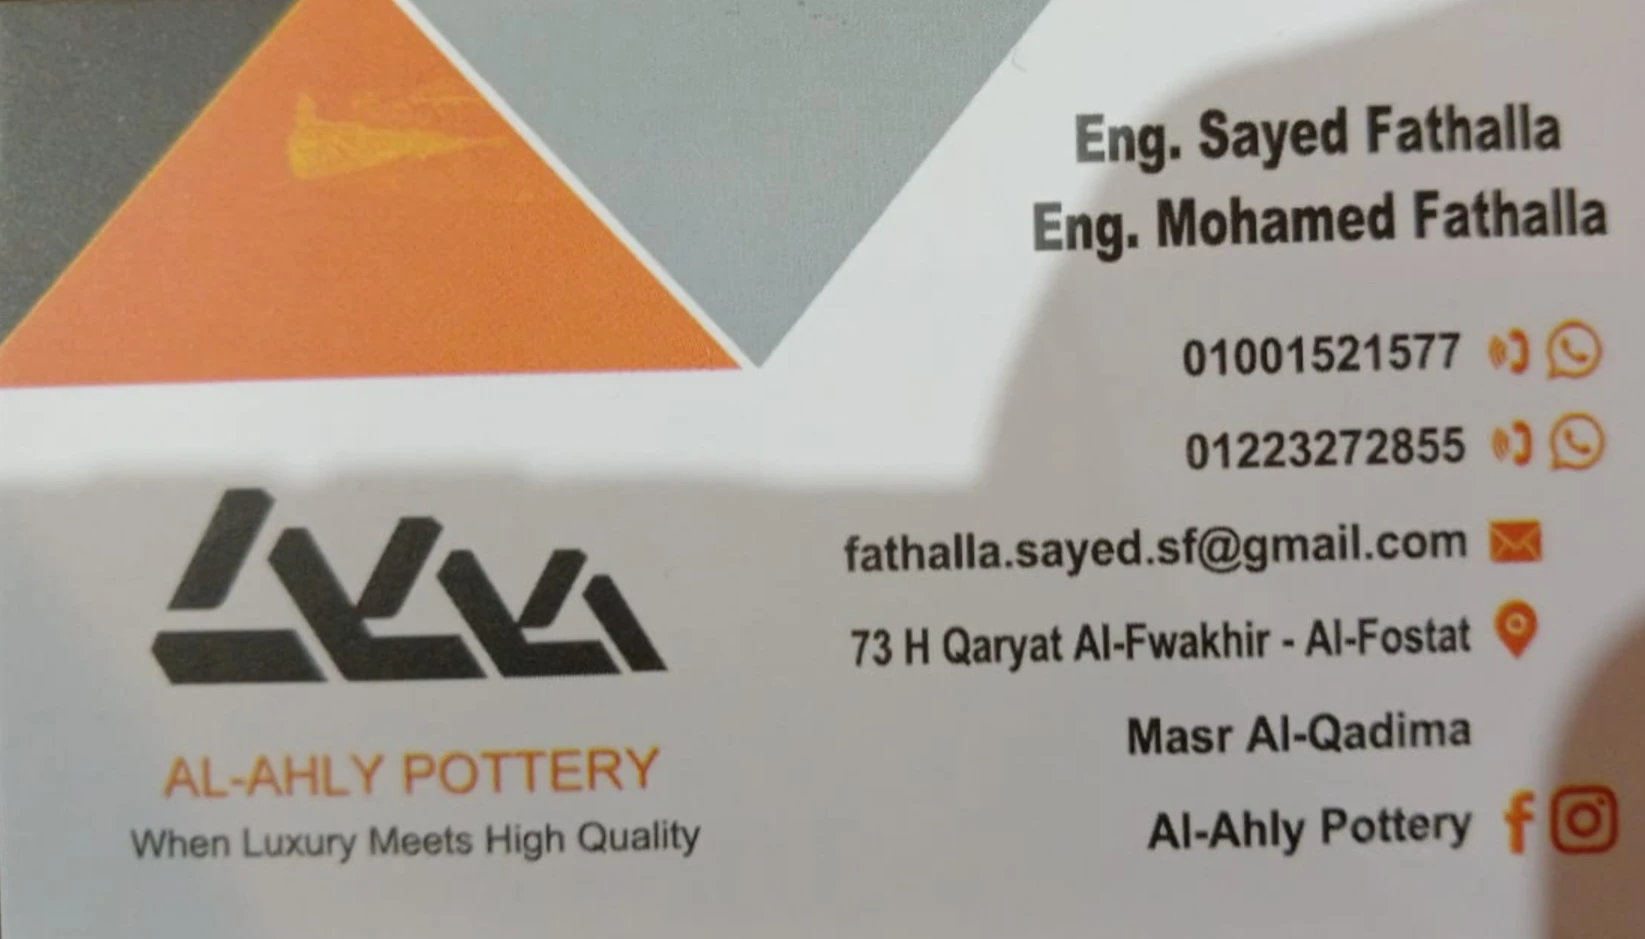 Eng. Sayed Fathalla
Eng. Mohamed Fathalla
01001521577
01223272855
fathalla.sayed.sf@gmail.com
73 H Qaryat Al-Fwakhir - Al-Fostat
Masr Al-Qadima
Al-Ahly Pottery
AL-AHLY POTTERY
When Luxury Meets High Quality